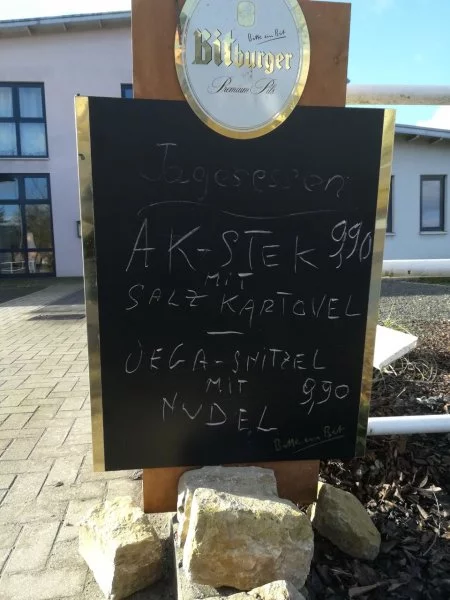 Bitte ein Bit
Bitburger
Premium Pils
Tagesessen
AK-STEK 9,90
MIT
SALZ KARTOVEL
JEGA-SNITZEL
MIT 9,90
NUDEL
Bitte ein Bit